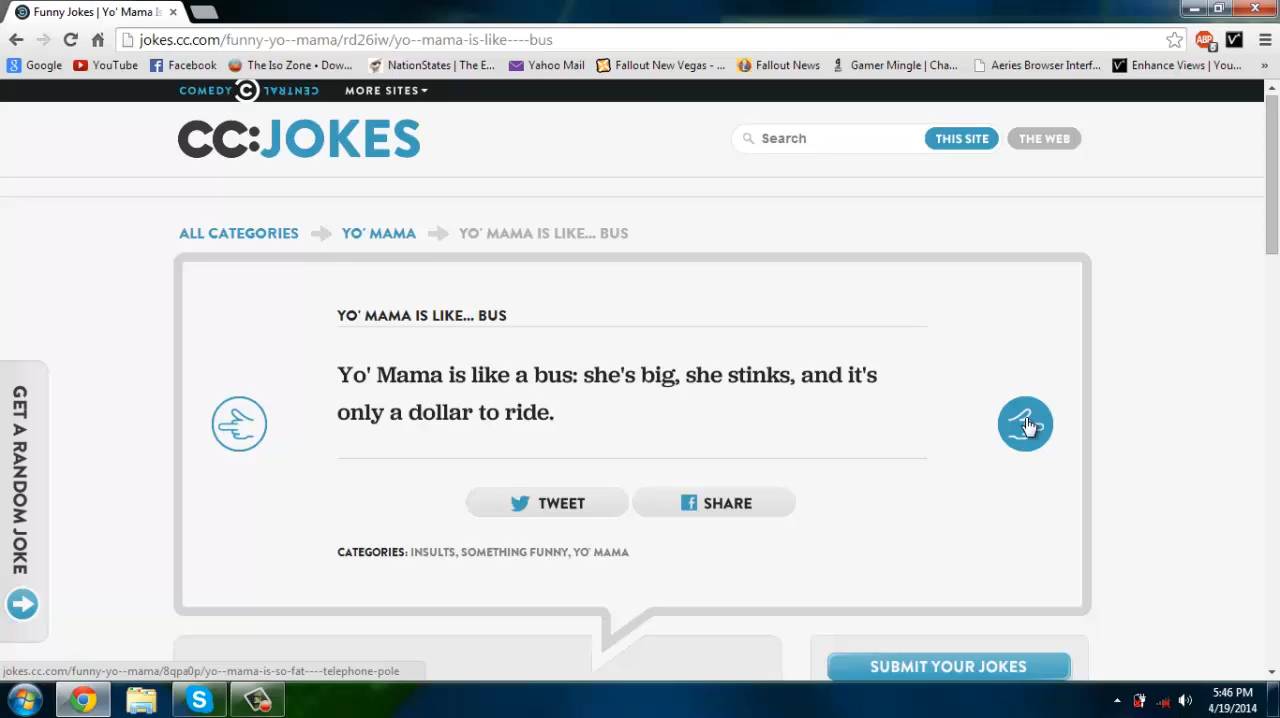 Funny Jokes | Yo' Mama Is
jokes.cc.com/funny-yo--mama/rd26iw/yo--mama-is-like----bus
Google YouTube Facebook The Iso Zone • Dow... NationStates | The E... Yahoo Mail Fallout New Vegas - ... Fallout News Gamer Mingle | Cha... Aeries Browser Interf... Enhance Views | You... »
COMEDY CENTRAL MORE SITES
CC:JOKES
Search THIS SITE THE WEB
ALL CATEGORIES YO' MAMA YO' MAMA IS LIKE... BUS
YO' MAMA IS LIKE... BUS
Yo' Mama is like a bus: she's big, she stinks, and it's
only a dollar to ride.
GET A RANDOM JOKE
TWEET SHARE
CATEGORIES: INSULTS, SOMETHING FUNNY, YO' MAMA
SUBMIT YOUR JOKES
jokes.cc.com/funny-yo--mama/8qpa0p/yo--mama-is-so-fat----telephone-pole
5:46 PM
4/19/2014